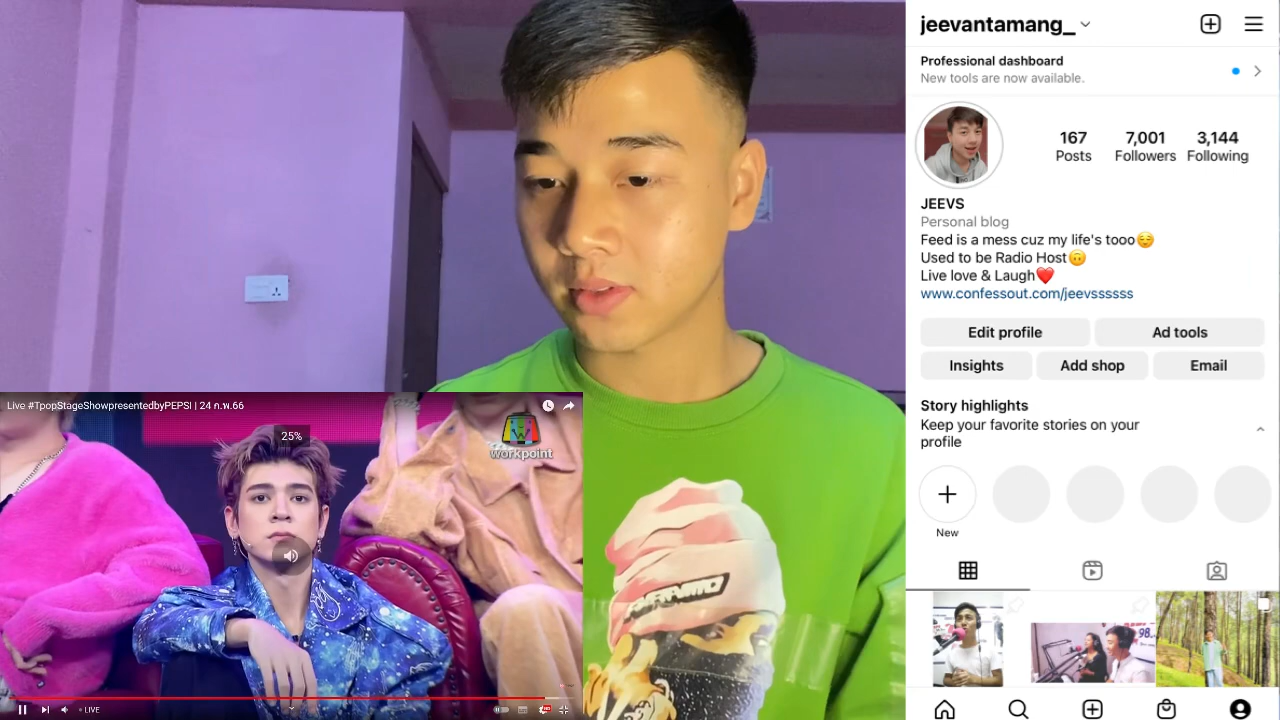 jeevantamang_
Professional dashboard
New tools are now available.
167
Posts
7,001
Followers
3,144
Following
JEEVS
Personal blog
Feed is a mess cuz my life's tooo😌
Used to be Radio Host🙃
Live love & Laugh❤️
www.confessout.com/jeevssssss
Edit profile
Ad tools
Insights
Add shop
Email
Story highlights
Keep your favorite stories on your
profile
New
98.
Live #TpopStageShowpresentedbyPEPSI | 24 ก.พ.66
25%
workpoint
LIVE